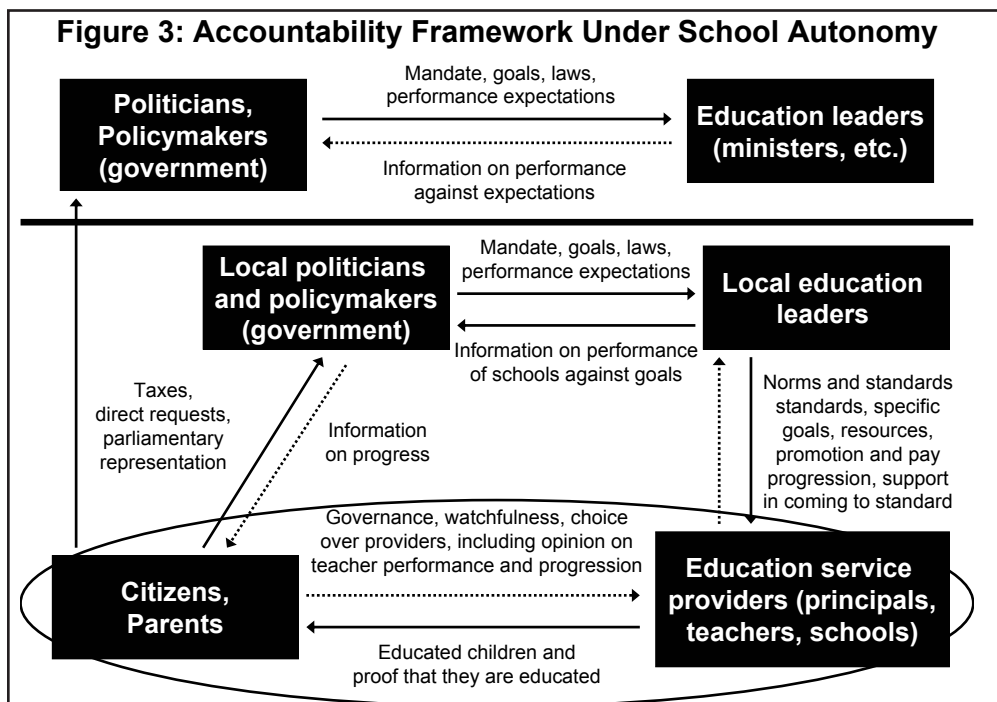 Figure 3: Accountability Framework Under School Autonomy
Politicians,
Policymakers
(government)
Mandate, goals, laws,
performance expectations
Information on performance
against expectations
Education leaders
(ministers, etc.)
Local politicians
and policymakers
(government)
Mandate, goals, laws,
performance expectations
Information on performance
of schools against goals
Local education
leaders
Taxes,
direct requests,
parliamentary
representation
Information
on progress
Norms and standards
standards, specific
goals, resources,
promotion and pay
progression, support
in coming to standard
Citizens,
Parents
Governance, watchfulness, choice
over providers, including opinion on
teacher performance and progression
Educated children and
proof that they are educated
Education service
providers (principals,
teachers, schools)